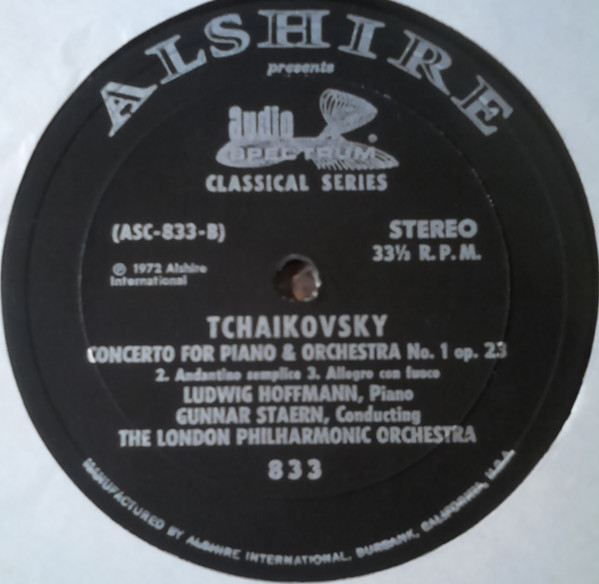 ALSHIRE
presents
audio
SPECTRUM
CLASSICAL SERIES
(ASC-833-B)
STEREO
33⅓ R.P.M.
℗ 1972 Alshire
International
TCHAIKOVSKY
CONCERTO FOR PIANO & ORCHESTRA No. 1 op. 23
2. Andantino semplice 3. Allegro con fuoco
LUDWIG HOFFMANN, Piano
GUNNAR STAERN, Conducting
THE LONDON PHILHARMONIC ORCHESTRA
833
MANUFACTURED BY ALSHIRE INTERNATIONAL, BURBANK, CALIFORNIA, U.S.A.